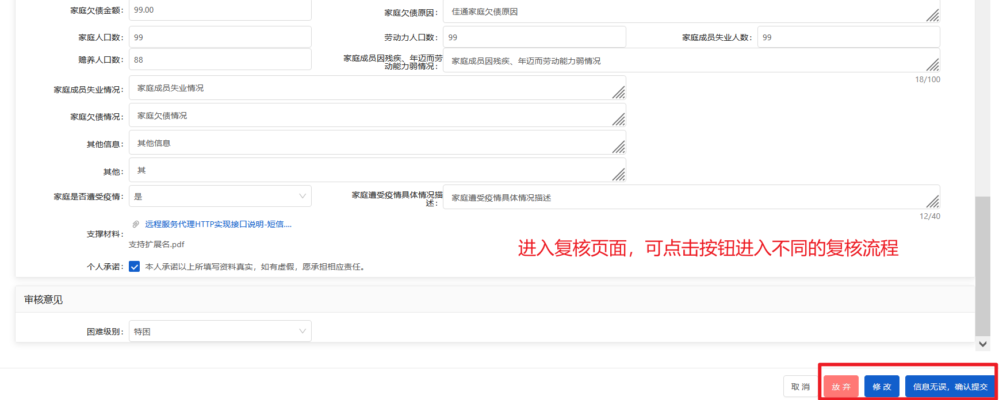 家庭欠债金额： 99.00 家庭欠债原因： 佳通家庭欠债原因
家庭人口数： 99 劳动力人口数： 99 家庭成员失业人数： 99
赡养人口数： 88 家庭成员因残疾、年迈而劳动能力弱情况： 家庭成员因残疾、年迈而劳动能力弱情况
18/100
家庭成员失业情况： 家庭成员失业情况
家庭欠债情况： 家庭欠债情况
其他信息： 其他信息
其他： 其
家庭是否遭受疫情： 是 家庭遭受疫情具体情况描述： 家庭遭受疫情具体情况描述
12/40
支撑材料： 远程服务代理HTTP实现接口说明-短信....
支持扩展名.pdf
进入复核页面，可点击按钮进入不同的复核流程
个人承诺： 本人承诺以上所填写资料真实，如有虚假，愿承担相应责任。
审核意见
困难级别： 特困
取 消 放 弃 修 改 信息无误，确认提交